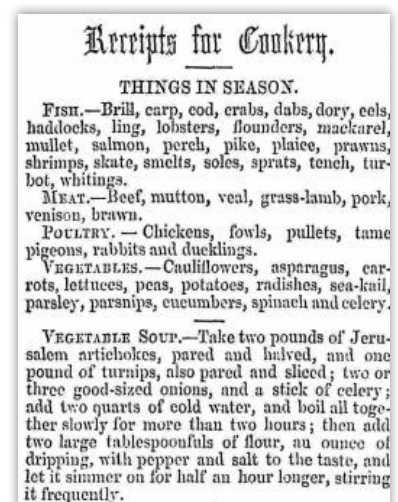 Receipts for Cookery.
THINGS IN SEASON.
FISH.—Brill, carp, cod, crabs, dabs, dory, eels,
haddocks, ling, lobsters, flounders, mackarel,
mullet, salmon, perch, pike, plaice, prawns,
shrimps, skate, smelts, soles, sprats, tench, tur-
bot, whitings.
MEAT.—Beef, mutton, veal, grass-lamb, pork,
venison, brawn.
POULTRY. — Chickens, fowls, pullets, tame
pigeons, rabbits and ducklings.
VEGETABLES.—Cauliflowers, asparagus, car-
rots, lettuces, peas, potatoes, radishes, sea-kail,
parsley, parsnips, cucumbers, spinach and celery.
VEGETABLE SOUP.—Take two pounds of Jeru-
salem artichokes, pared and halved, and one
pound of turnips, also pared and sliced; two or
three good-sized onions, and a stick of celery;
add two quarts of cold water, and boil all toge-
ther slowly for more than two hours; then add
two large tablespoonfuls of flour, an ounce of
dripping, with pepper and salt to the taste, and
let it simmer on for half an hour longer, stirring
it frequently.